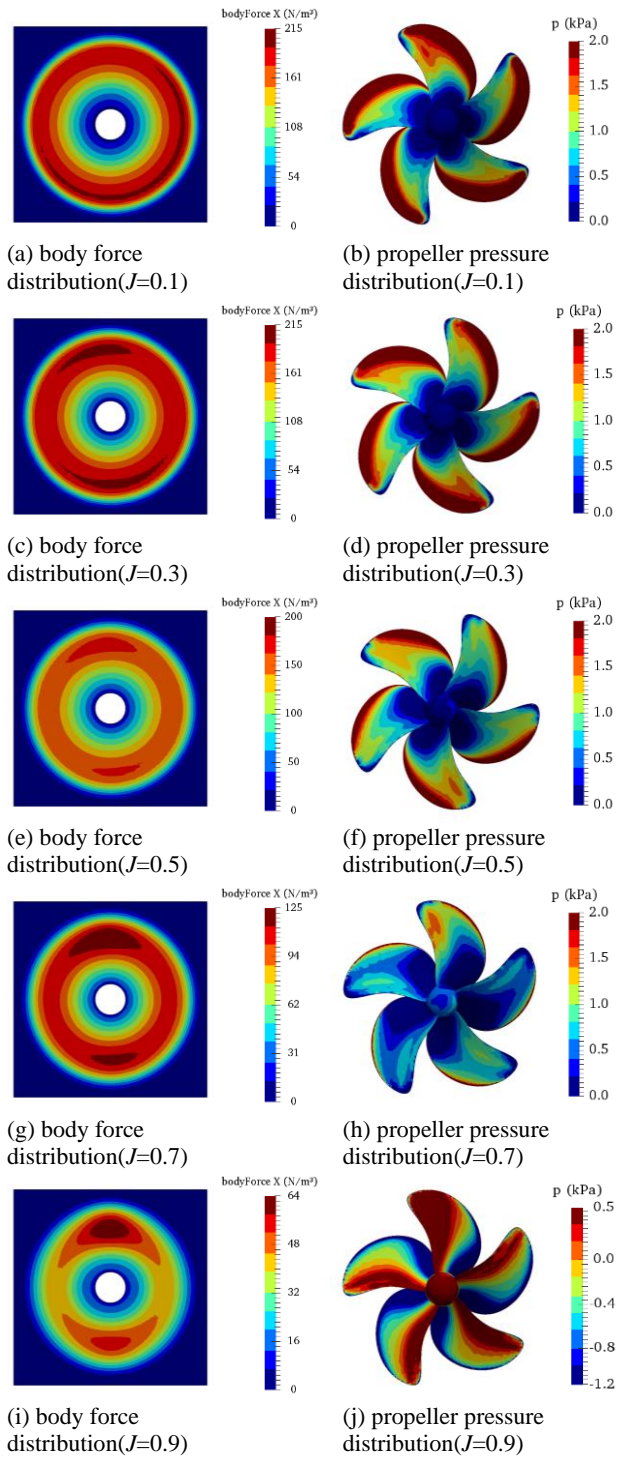 bodyForce X (N/m³)
215
161
108
54
0
p (kPa)
2.0
1.5
1.0
0.5
0.0
(a) body force
distribution(J=0.1)
(b) propeller pressure
distribution(J=0.1)
bodyForce X (N/m³)
215
161
108
54
0
p (kPa)
2.0
1.5
1.0
0.5
0.0
(c) body force
distribution(J=0.3)
(d) propeller pressure
distribution(J=0.3)
bodyForce X (N/m³)
200
150
100
50
0
p (kPa)
2.0
1.5
1.0
0.5
0.0
(e) body force
distribution(J=0.5)
(f) propeller pressure
distribution(J=0.5)
bodyForce X (N/m³)
125
94
62
31
0
p (kPa)
2.0
1.5
1.0
0.5
0.0
(g) body force
distribution(J=0.7)
(h) propeller pressure
distribution(J=0.7)
bodyForce X (N/m³)
64
48
32
16
0
p (kPa)
0.5
0.0
-0.4
-0.8
-1.2
(i) body force
distribution(J=0.9)
(j) propeller pressure
distribution(J=0.9)